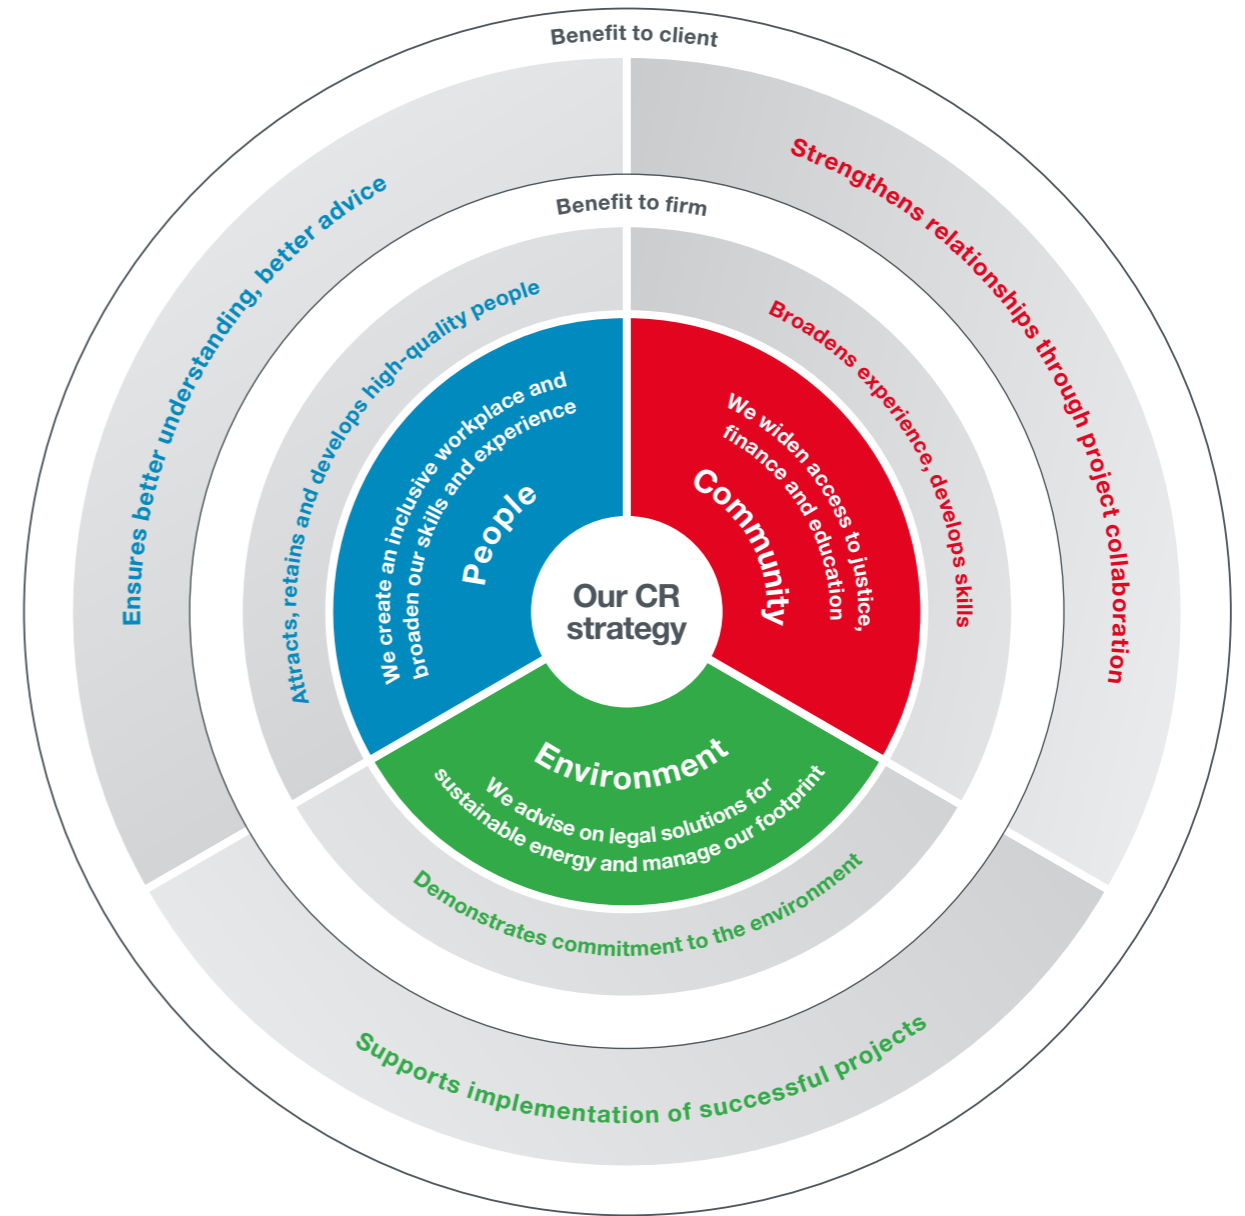 Benefit to client
Ensures better understanding, better advice
Strengthens relationships through project collaboration
Supports implementation of successful projects
Benefit to firm
Attracts, retains and develops high-quality people
Broadens experience, develops skills
Demonstrates commitment to the environment
We create an inclusive workplace and
broaden our skills and experience
People
We widen access to justice,
finance and education
Community
Our CR
strategy
Environment
We advise on legal solutions for
sustainable energy and manage our footprint